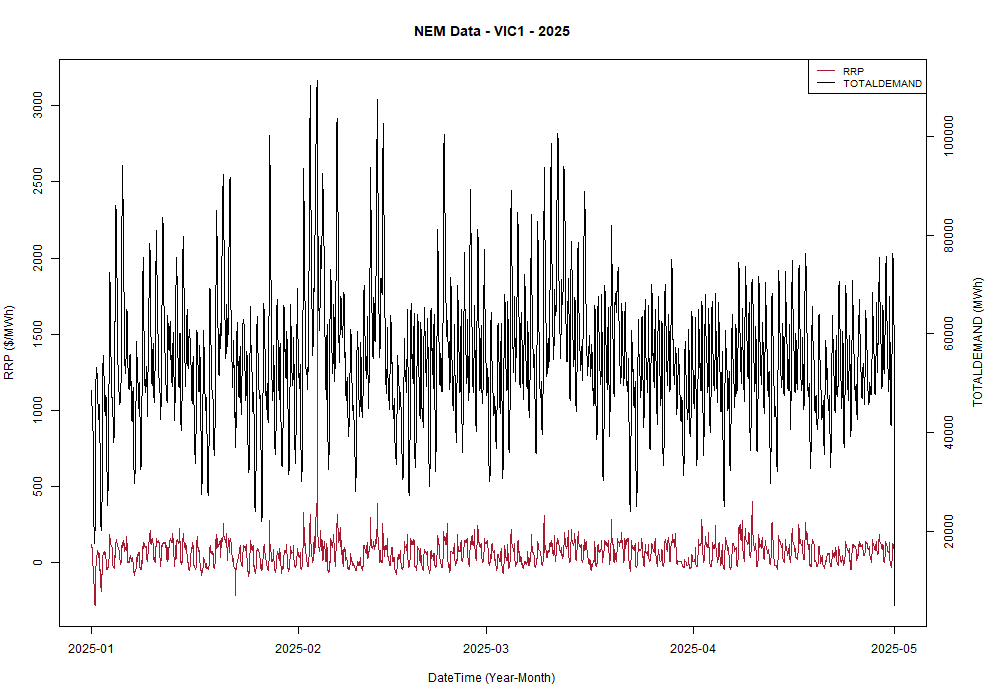 NEM Data - VIC1 - 2025
RRP
TOTALDEMAND
RRP ($/MWh)
3000
2500
2000
1500
1000
500
0
100000
80000
60000
40000
20000
TOTALDEMAND (MWh)
2025-01
2025-02
2025-03
2025-04
2025-05
DateTime (Year-Month)